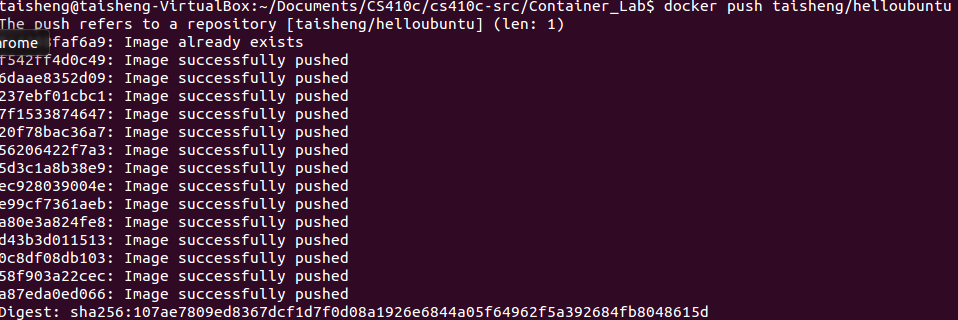 taisheng@taisheng-VirtualBox:~/Documents/CS410c/cs410c-src/Container_Lab$ docker push taisheng/helloubuntu
The push refers to a repository [taisheng/helloubuntu] (len: 1)
rome faf6a9: Image already exists
f542ff4d0c49: Image successfully pushed
6daae8352d09: Image successfully pushed
237ebf01cbc1: Image successfully pushed
7f1533874647: Image successfully pushed
20f78bac36a7: Image successfully pushed
56206422f7a3: Image successfully pushed
5d3c1a8b38e9: Image successfully pushed
ec928039004e: Image successfully pushed
e99cf7361aeb: Image successfully pushed
a80e3a824fe8: Image successfully pushed
d43b3d011513: Image successfully pushed
0c8df08db103: Image successfully pushed
58f903a22cec: Image successfully pushed
a87eda0ed066: Image successfully pushed
Digest: sha256:107ae7809ed8367dcf1d7f0d08a1926e6844a05f64962f5a392684fb8048615d